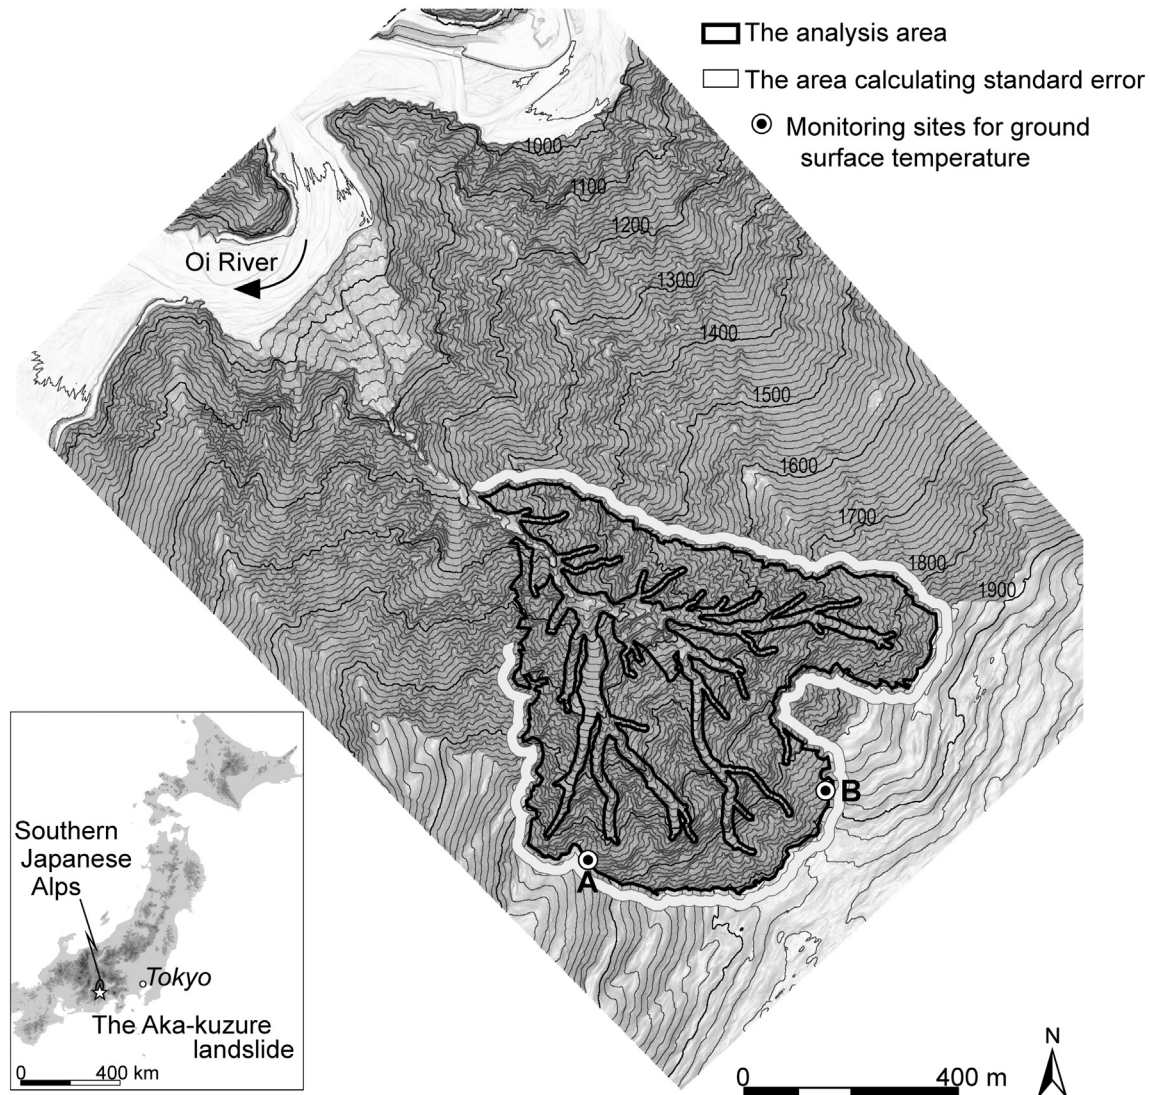 The analysis area
The area calculating standard error
Monitoring sites for ground
surface temperature
1000
1100
1200
Oi River
1300
1400
1500
1600
1700
1800
1900
B
A
Southern
Japanese
Alps
Tokyo
The Aka-kuzure
landslide
0 400 km
N
0 400 m